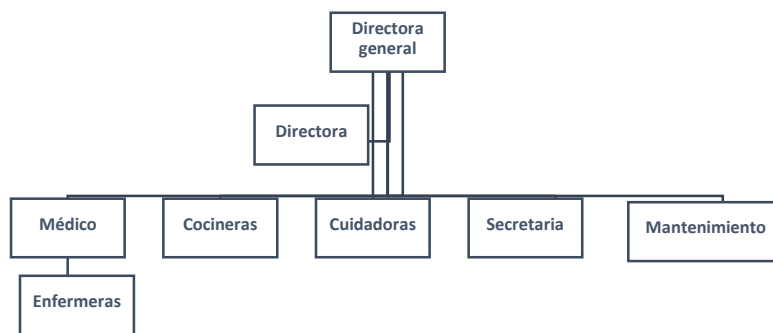 Directora
general
Directora
Médico
Cocineras
Cuidadoras
Secretaria
Mantenimiento
Enfermeras